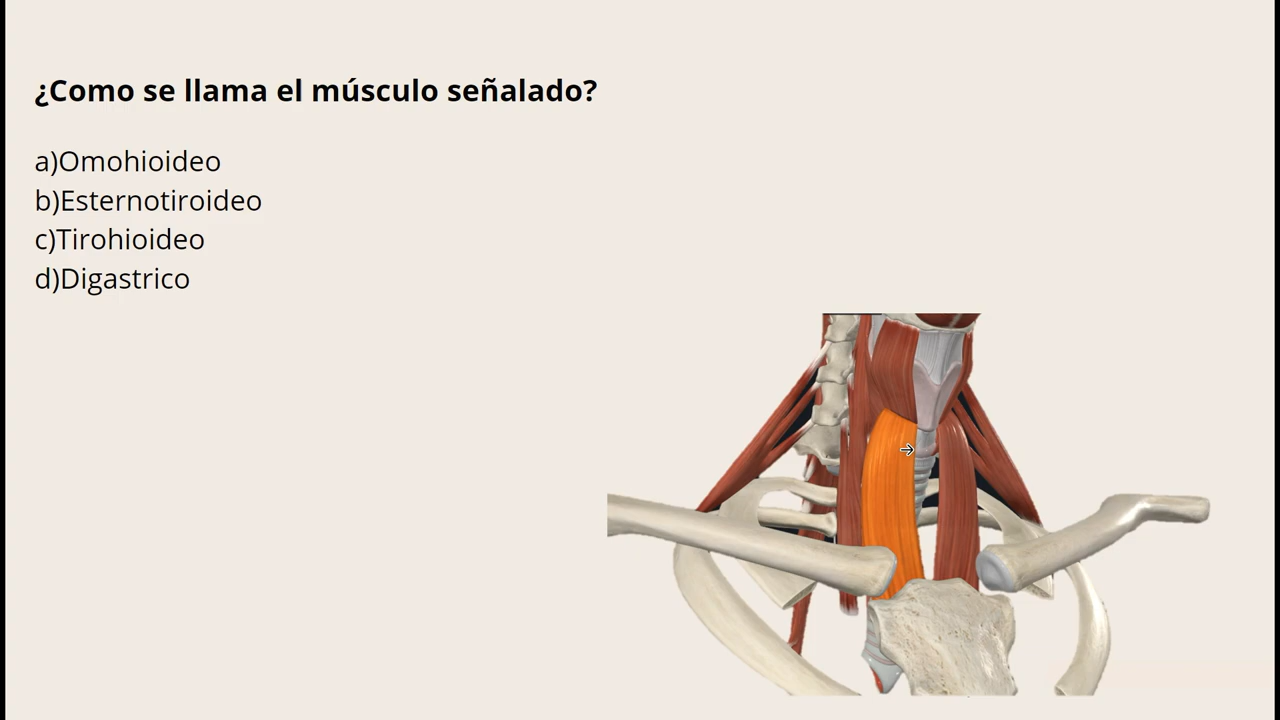 ¿Como se llama el músculo señalado?
a)Omohioideo
b)Esternotiroideo
c)Tirohioideo
d)Digastrico